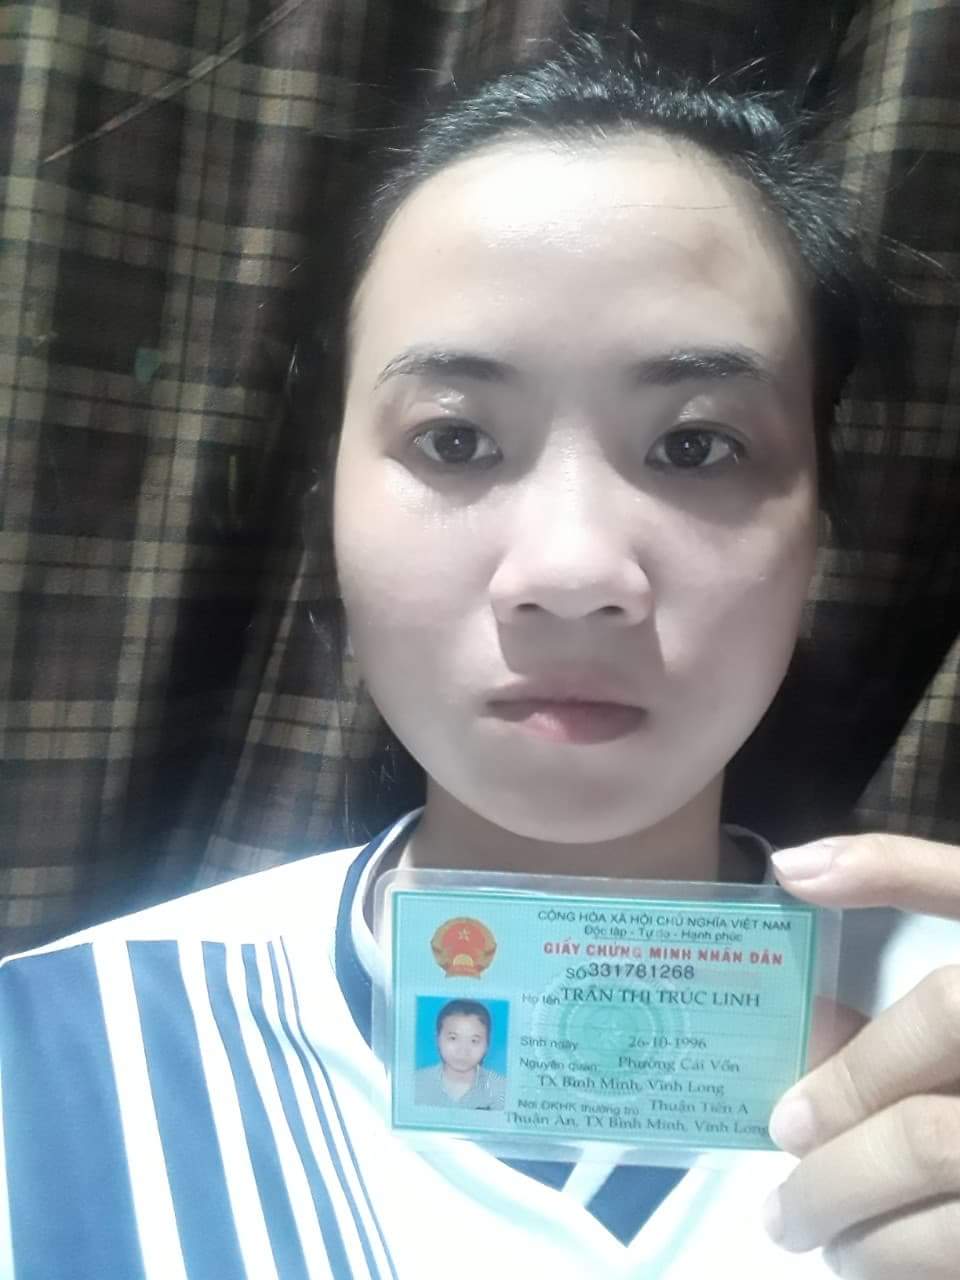 CỘNG HÒA XÃ HỘI CHỦ NGHĨA VIỆT NAM
Độc lập - Tự do - Hạnh phúc
GIẤY CHỨNG MINH NHÂN DÂN
SỐ 331781268
Họ tên TRẦN THỊ TRÚC LINH
Sinh ngày 26-10-1996
Nguyên quán: Phường Cái Vồn
TX Bình Minh, Vĩnh Long
Nơi ĐKHK thường trú Thuận Tiến A
Thuận An, TX Bình Minh, Vĩnh Long